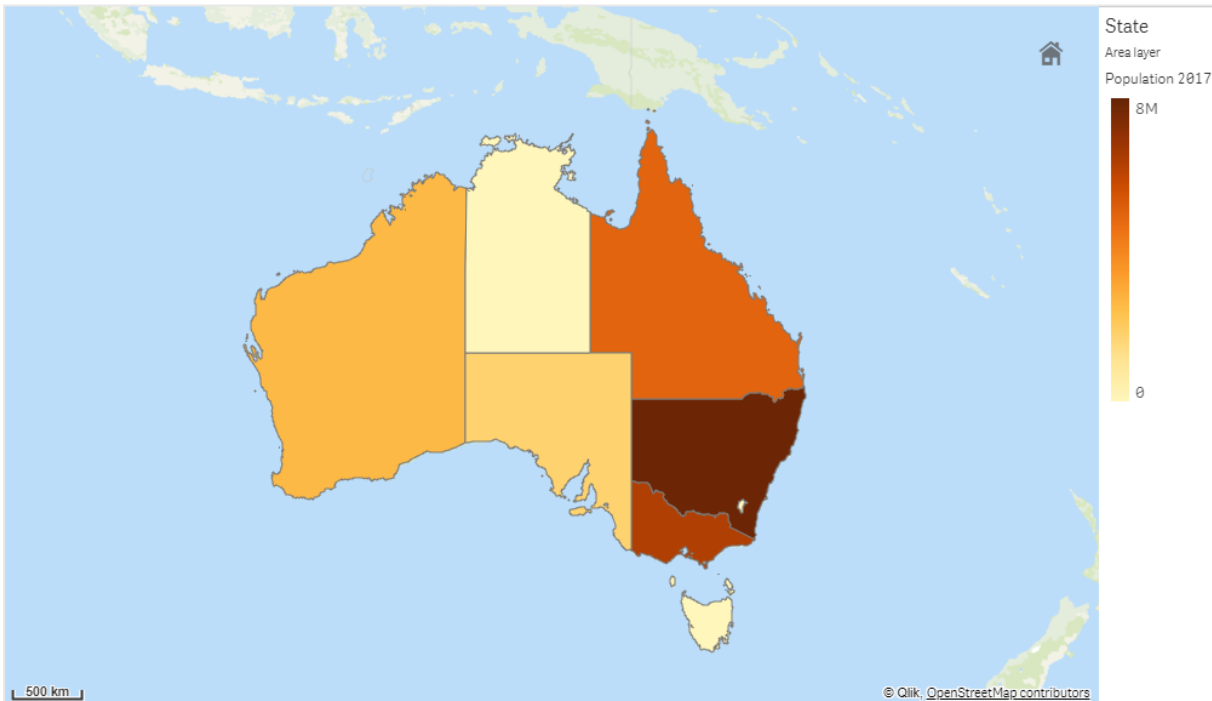 State
Area layer
Population 2017
8M
0
500 km
© Qlik, OpenStreetMap contributors